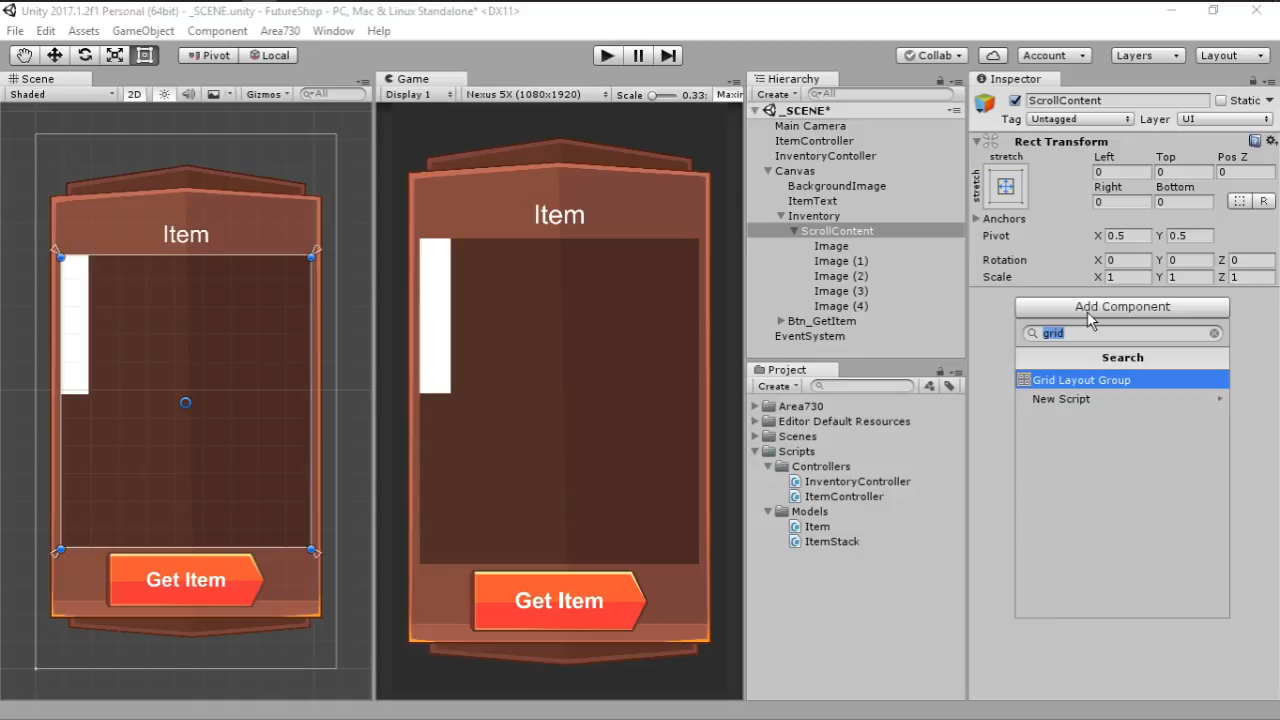 Unity 2017.1.2f1 Personal (64bit) - _SCENE.unity - FutureShop - PC, Mac & Linux Standalone* <DX11>
File Edit Assets GameObject Component Area730 Window Help
Pivot Local Collab Account Layers Layout
Scene
Shaded 2D Gizmos All
Item
Get Item
Game
Display 1 Nexus 5X (1080x1920) Scale 0.33: Maxin
Item
Get Item
Hierarchy
Create All
_SCENE*
Main Camera
ItemController
InventoryContoller
Canvas
BackgroundImage
ItemText
Inventory
ScrollContent
Image
Image (1)
Image (2)
Image (3)
Image (4)
Btn_GetItem
EventSystem
Project
Create
Area730
Editor Default Resources
Scenes
Scripts
Controllers
InventoryController
ItemController
Models
Item
ItemStack
Inspector
ScrollContent Static
Tag Untagged Layer UI
Rect Transform
stretch Left Top Pos Z
stretch 0 0 0
Right Bottom
0 0 R
Anchors
Pivot X 0.5 Y 0.5
Rotation X 0 Y 0 Z 0
Scale X 1 Y 1 Z 1
Add Component
grid
Search
Grid Layout Group
New Script